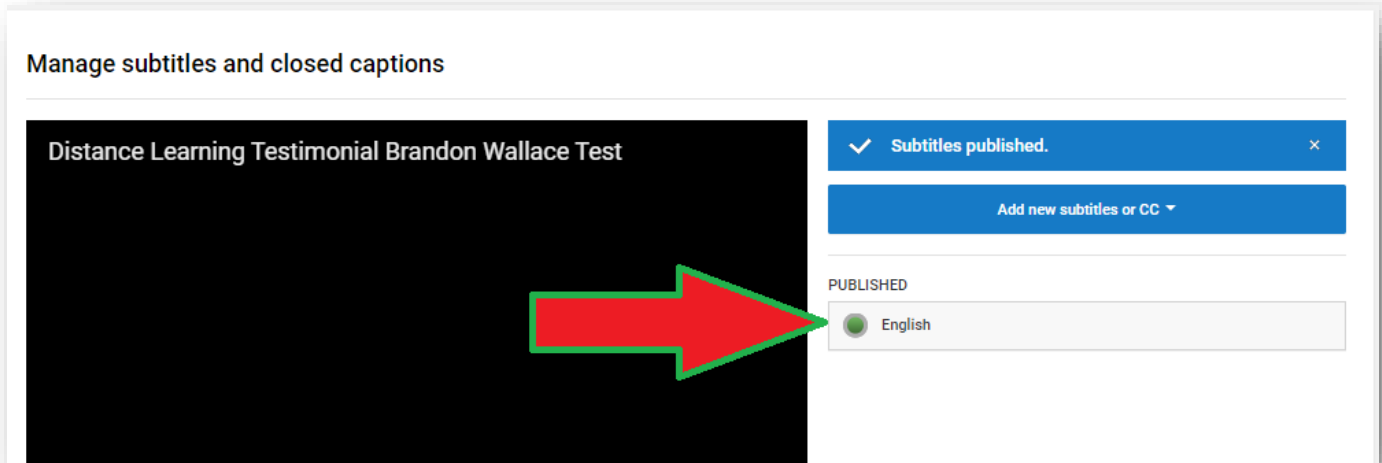 Manage subtitles and closed captions
Distance Learning Testimonial Brandon Wallace Test
Subtitles published.
Add new subtitles or CC
PUBLISHED
English